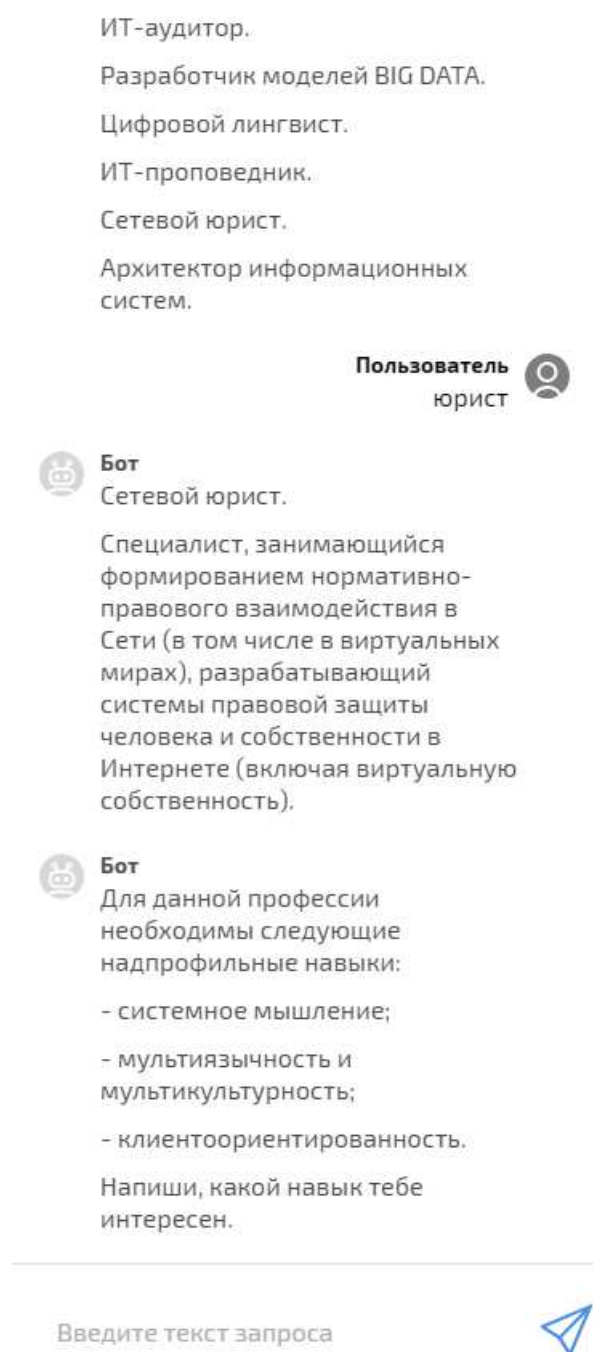 ИТ-аудитор.
Разработчик моделей BIG DATA.
Цифровой лингвист.
ИТ-проповедник.
Сетевой юрист.
Архитектор информационных
систем.
Пользователь
юрист
Бот
Сетевой юрист.
Специалист, занимающийся
формированием нормативно-
правового взаимодействия в
Сети (в том числе в виртуальных
мирах), разрабатывающий
системы правовой защиты
человека и собственности в
Интернете (включая виртуальную
собственность).
Бот
Для данной профессии
необходимы следующие
надпрофильные навыки:
- системное мышление;
- мультиязычность и
мультикультурность;
- клиентоориентированность.
Напиши, какой навык тебе
интересен.
Введите текст запроса